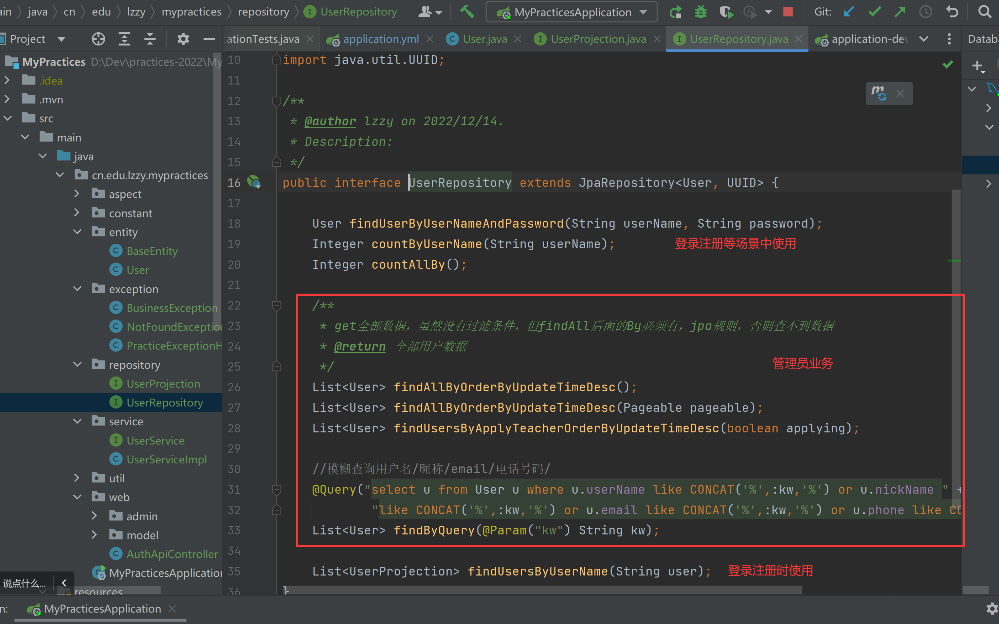 ain java cn edu lzzy mypractices repository UserRepository MyPracticesApplication Git:
Project cationTests.java application.yml User.java UserProjection.java UserRepository.java application-dev Databa
MyPractices D:\Dev\practices-2022\My
.idea
.mvn
src
main
java
cn.edu.lzzy.mypractices
aspect
constant
entity
BaseEntity
User
exception
BusinessException
NotFoundExceptio
PracticeExceptionH
repository
UserProjection
UserRepository
service
UserService
UserServiceImpl
util
web
admin
model
AuthApiController
MyPracticesApplication
resources
说点什么...
10 import java.util.UUID;
11
12 /**
13 * @author lzzy on 2022/12/14.
14 * Description:
15 */
16 public interface UserRepository extends JpaRepository<User, UUID> {
17
18 User findUserByUserNameAndPassword(String userName, String password);
19 Integer countByUserName(String userName); 登录注册等场景中使用
20 Integer countAllBy();
21
22 /**
23 * get全部数据，虽然没有过滤条件，但findAll后面的By必须有，jpa规则，否则查不到数据
24 * @return 全部用户数据
25 */ 管理员业务
26 List<User> findAllByOrderByUpdateTimeDesc();
27 List<User> findAllByOrderByUpdateTimeDesc(Pageable pageable);
28 List<User> findUsersByApplyTeacherOrderByUpdateTimeDesc(boolean applying);
29
30 //模糊查询用户名/昵称/email/电话号码/
31 @Query("select u from User u where u.userName like CONCAT('%',:kw,'%') or u.nickName " +
32 "like CONCAT('%',:kw,'%') or u.email like CONCAT('%',:kw,'%') or u.phone like CO
33 List<User> findByQuery(@Param("kw") String kw);
34
35 List<UserProjection> findUsersByUserName(String user); 登录注册时使用
36 }
n: MyPracticesApplication